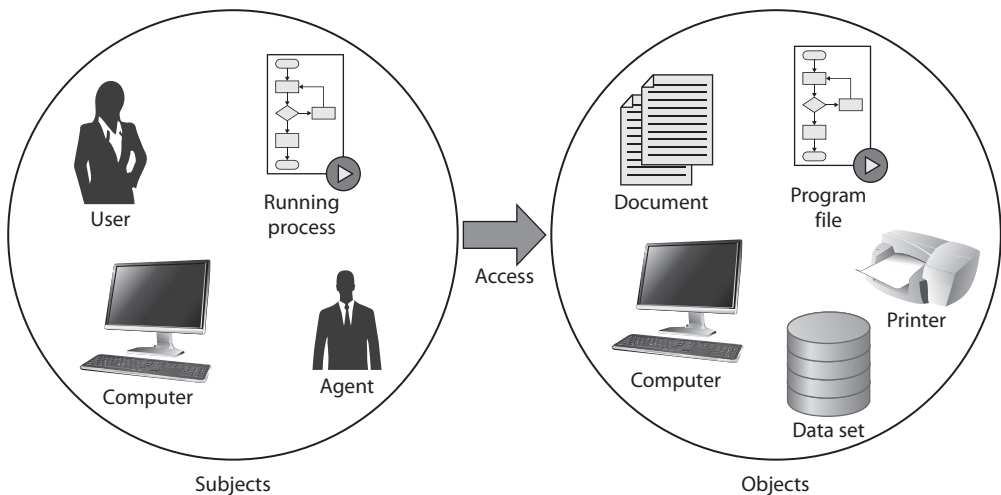 User
Running
process
Computer
Agent
Subjects
Access
Document
Program
file
Computer
Printer
Data set
Objects